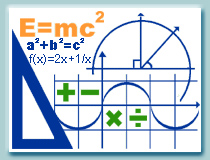 E=mc²
a²+b²=c²
f(x)=2x+1/x
+ −
× ÷